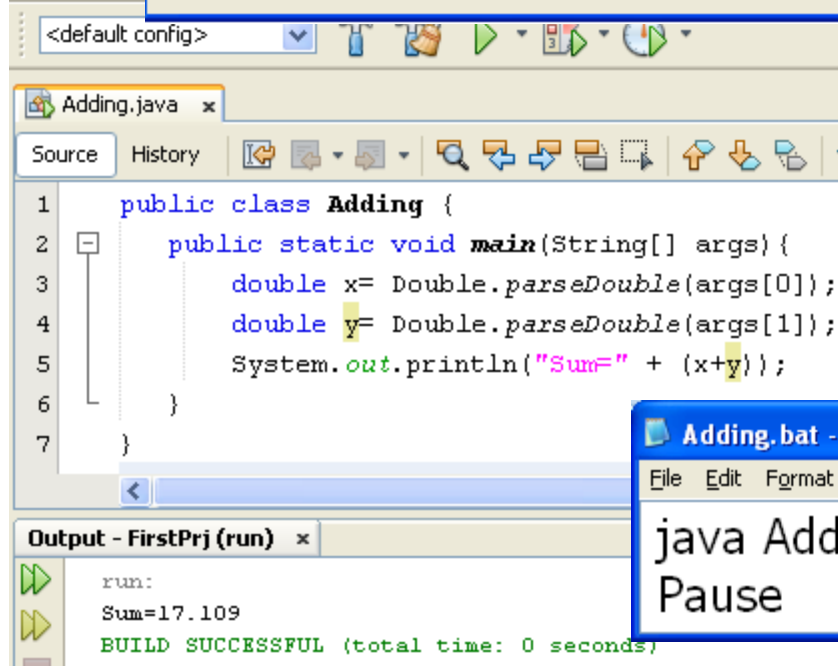 <default config>
Adding.java x
Source History
1 public class Adding {
2 public static void main(String[] args){
3 double x= Double.parseDouble(args[0]);
4 double y= Double.parseDouble(args[1]);
5 System.out.println("Sum=" + (x+y));
6 }
7 }
Adding.bat -
File Edit Format
java Add
Pause
Output - FirstPrj (run) x
run:
Sum=17.109
BUILD SUCCESSFUL (total time: 0 seconds)